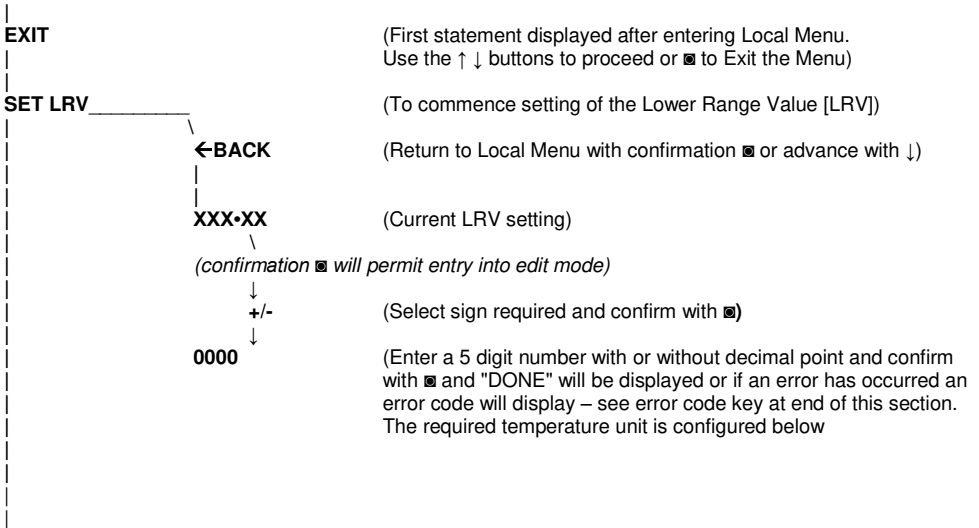 EXIT (First statement displayed after entering Local Menu.
Use the ↑ ↓ buttons to proceed or ◙ to Exit the Menu)
SET LRV_________ (To commence setting of the Lower Range Value [LRV])
←BACK (Return to Local Menu with confirmation ◙ or advance with ↓)
XXX•XX (Current LRV setting)
(confirmation ◙ will permit entry into edit mode)
↓
+/- (Select sign required and confirm with ◙)
↓
0000 (Enter a 5 digit number with or without decimal point and confirm
with ◙ and "DONE" will be displayed or if an error has occurred an
error code will display – see error code key at end of this section.
The required temperature unit is configured below